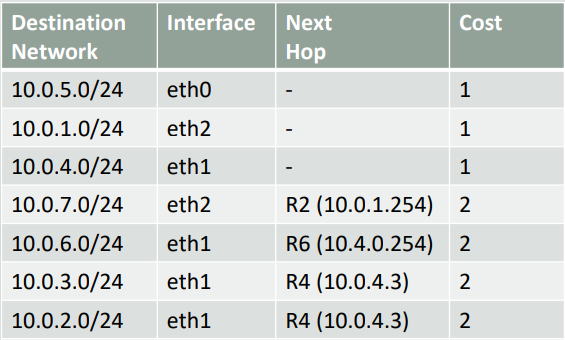 Destination Network Interface Next Hop Cost
10.0.5.0/24 eth0 - 1
10.0.1.0/24 eth2 - 1
10.0.4.0/24 eth1 - 1
10.0.7.0/24 eth2 R2 (10.0.1.254) 2
10.0.6.0/24 eth1 R6 (10.4.0.254) 2
10.0.3.0/24 eth1 R4 (10.0.4.3) 2
10.0.2.0/24 eth1 R4 (10.0.4.3) 2